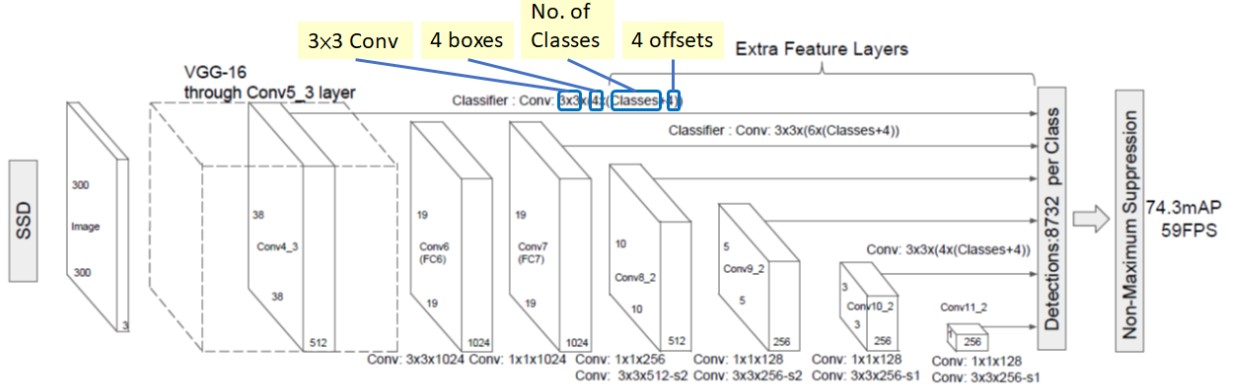 No. of
Classes
3x3 Conv
4 boxes
4 offsets
Extra Feature Layers
VGG-16
through Conv5_3 layer
Classifier : Conv: 3x3x(4x(Classes+4))
Classifier : Conv: 3x3x(6x(Classes+4))
SSD
300
Image
300
3
38
Conv4_3
38
512
19
Conv6
(FC6)
19
1024
19
Conv7
(FC7)
19
1024
10
Conv8_2
10
512
5
Conv9_2
5
256
Conv: 3x3x(4x(Classes+4))
3
Conv10_2
3
256
Conv11_2
1
256
Conv: 3x3x1024
Conv: 1x1x1024
Conv: 1x1x256
Conv: 3x3x512-s2
Conv: 1x1x128
Conv: 3x3x256-s2
Conv: 1x1x128
Conv: 3x3x256-s1
Conv: 1x1x128
Conv: 3x3x256-s1
Detections:8732 per Class
Non-Maximum Suppression
74.3mAP
59FPS